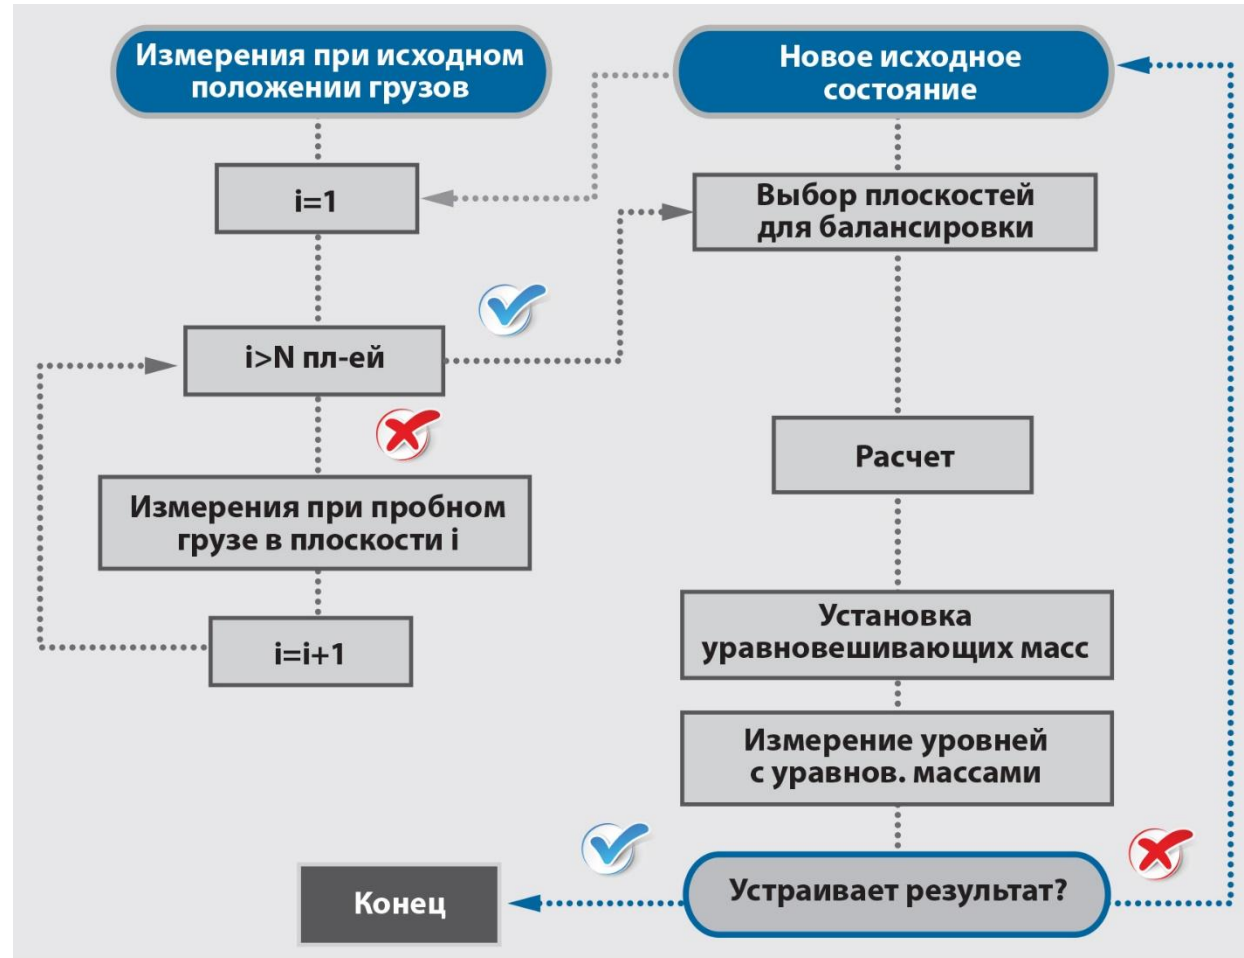 Измерения при исходном
положении грузов
i=1
i>N пл-ей
Измерения при пробном
грузе в плоскости i
i=i+1
Новое исходное
состояние
Выбор плоскостей
для балансировки
Расчет
Установка
уравновешивающих масс
Измерение уровней
с уравнов. массами
Устраивает результат?
Конец